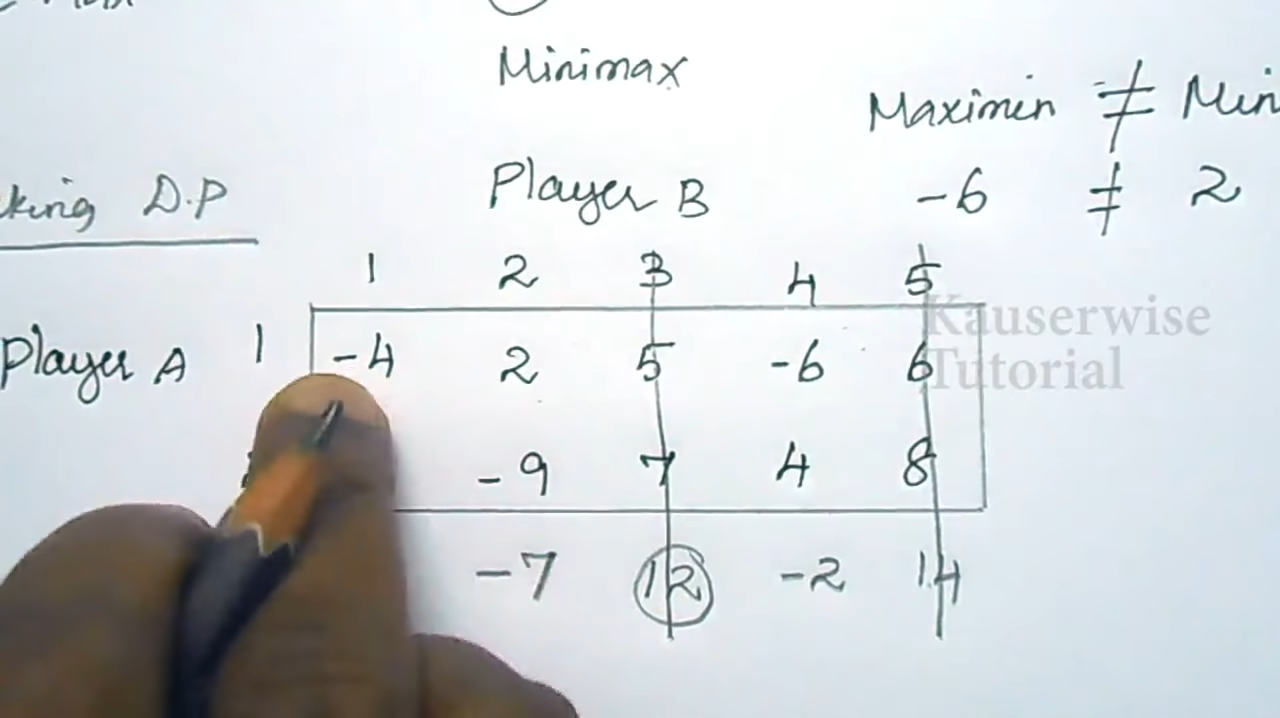 Minimax
Maximin ≠ Min
-6 ≠ 2
king D.P
Player B
1 2 3 4 5
Kauserwise
Tutorial
Player A 1 -4 2 5 -6 6
-9 7 4 8
-7 12 -2 14